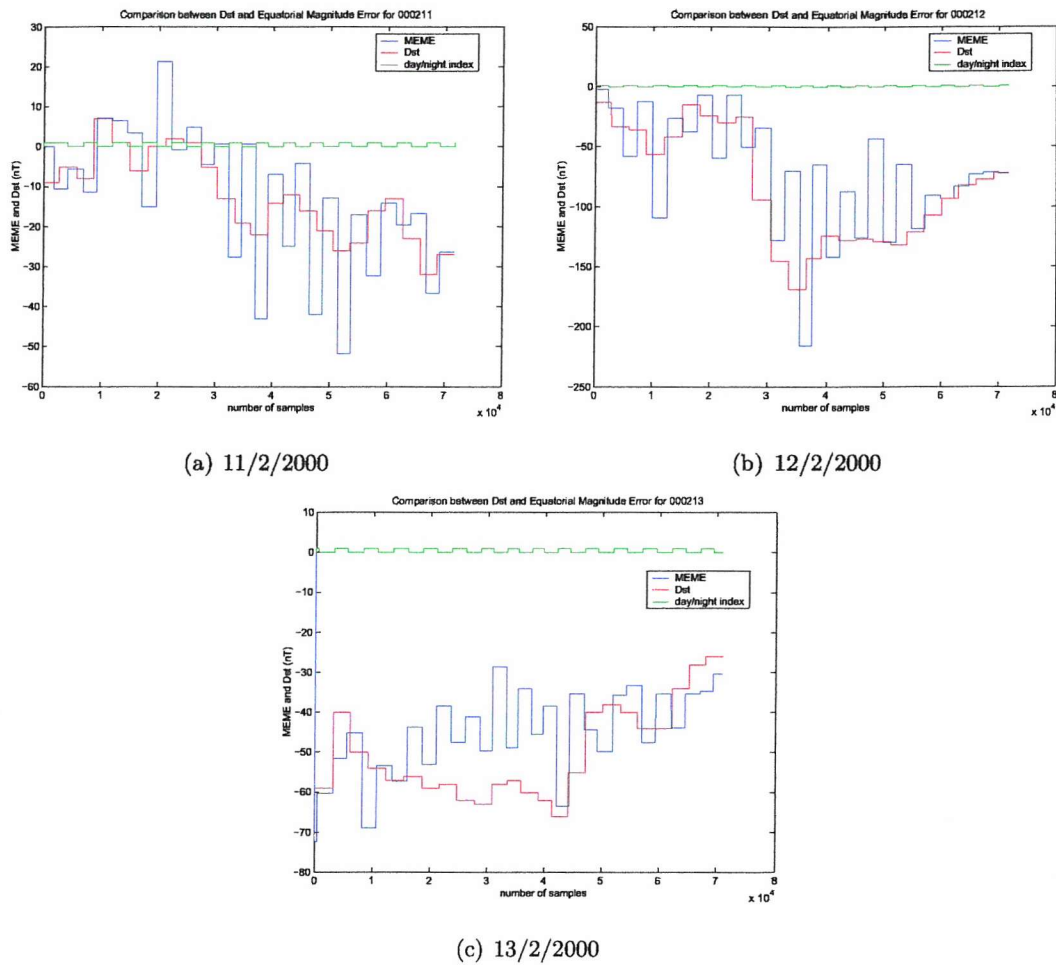 Comparison between Dst and Equatorial Magnitude Error for 000211
MEME and Dst (nT)
30
20
10
0
−10
−20
−30
−40
−50
−60
MEME
Dst
day/night index
0
1
2
3
4
5
6
7
8
x 10^4
number of samples
(a) 11/2/2000
Comparison between Dst and Equatorial Magnitude Error for 000212
MEME and Dst (nT)
50
0
−50
−100
−150
−200
−250
MEME
Dst
day/night index
0
1
2
3
4
5
6
7
8
x 10^4
number of samples
(b) 12/2/2000
Comparison between Dst and Equatorial Magnitude Error for 000213
MEME and Dst (nT)
10
0
−10
−20
−30
−40
−50
−60
−70
−80
MEME
Dst
day/night index
0
1
2
3
4
5
6
7
8
x 10^4
number of samples
(c) 13/2/2000